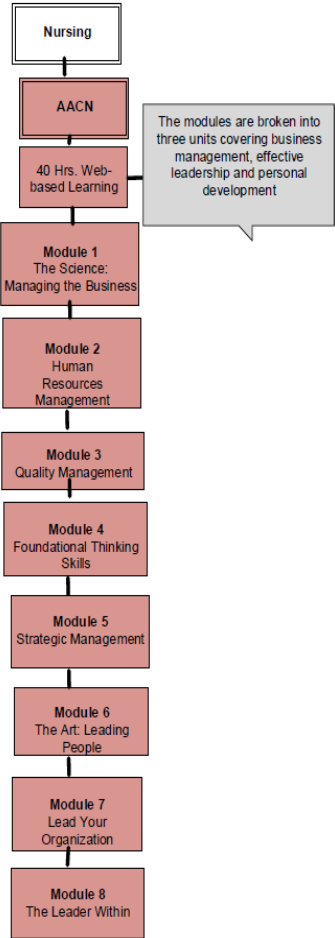 Nursing
AACN
40 Hrs. Web-
based Learning
The modules are broken into
three units covering business
management, effective
leadership and personal
development
Module 1
The Science:
Managing the Business
Module 2
Human
Resources
Management
Module 3
Quality Management
Module 4
Foundational Thinking
Skills
Module 5
Strategic Management
Module 6
The Art: Leading
People
Module 7
Lead Your
Organization
Module 8
The Leader Within